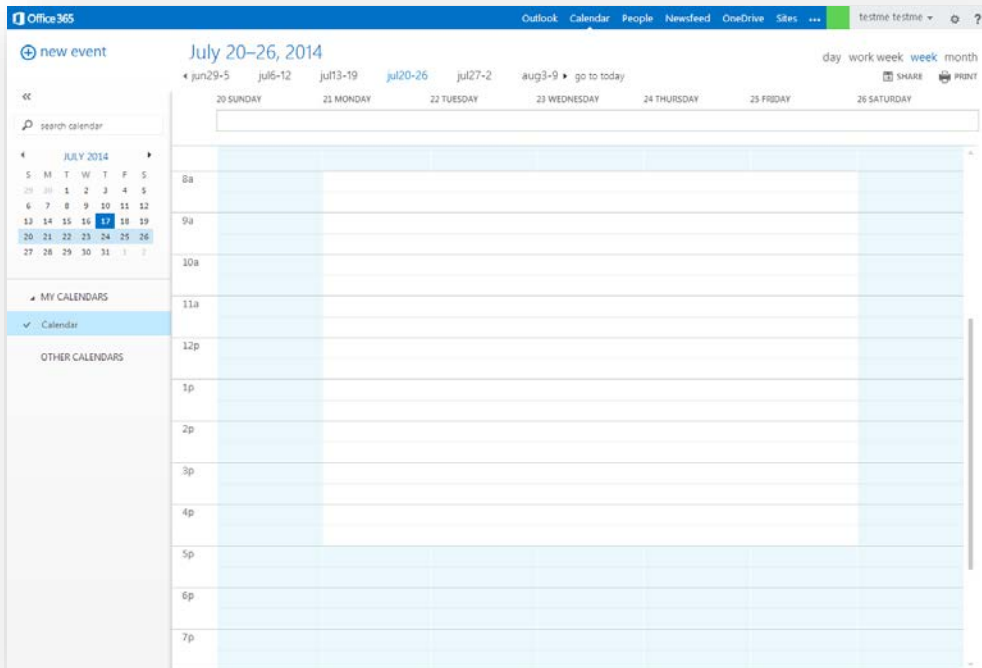 Office 365 Outlook Calendar People Newsfeed OneDrive Sites ••• testme testme ?
new event
July 20–26, 2014
day work week week month
jun29-5 jul6-12 jul13-19 jul20-26 jul27-2 aug3-9 go to today
SHARE PRINT
20 SUNDAY 21 MONDAY 22 TUESDAY 23 WEDNESDAY 24 THURSDAY 25 FRIDAY 26 SATURDAY
«
search calendar
JULY 2014
S M T W T F S
29 30 1 2 3 4 5
6 7 8 9 10 11 12
13 14 15 16 17 18 19
20 21 22 23 24 25 26
27 28 29 30 31 1 2
MY CALENDARS
Calendar
OTHER CALENDARS
8a
9a
10a
11a
12p
1p
2p
3p
4p
5p
6p
7p